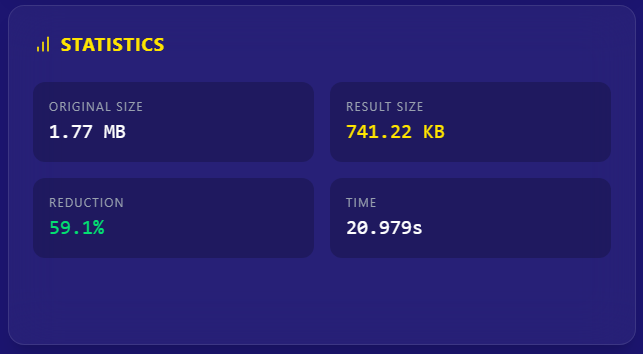 STATISTICS
ORIGINAL SIZE
1.77 MB
RESULT SIZE
741.22 KB
REDUCTION
59.1%
TIME
20.979s